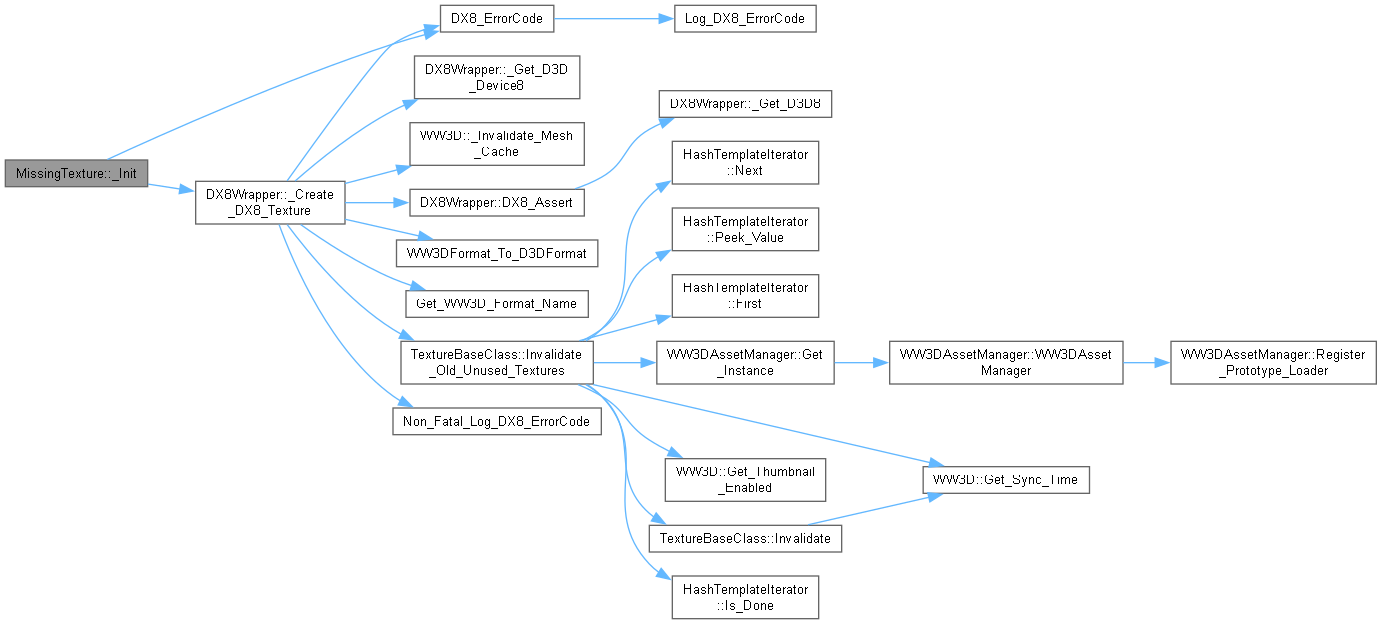 MissingTexture::_Init
DX8Wrapper::_Create
_DX8_Texture
DX8_ErrorCode
DX8Wrapper::_Get_D3D
_Device8
WW3D::_Invalidate_Mesh
_Cache
DX8Wrapper::DX8_Assert
WW3DFormat_To_D3DFormat
Get_WW3D_Format_Name
TextureBaseClass::Invalidate
_Old_Unused_Textures
Non_Fatal_Log_DX8_ErrorCode
Log_DX8_ErrorCode
DX8Wrapper::_Get_D3D8
HashTemplateIterator
::Next
HashTemplateIterator
::Peek_Value
HashTemplateIterator
::First
WW3DAssetManager::Get
_Instance
WW3D::Get_Thumbnail
_Enabled
TextureBaseClass::Invalidate
HashTemplateIterator
::Is_Done
WW3DAssetManager::WW3DAsset
Manager
WW3D::Get_Sync_Time
WW3DAssetManager::Register
_Prototype_Loader